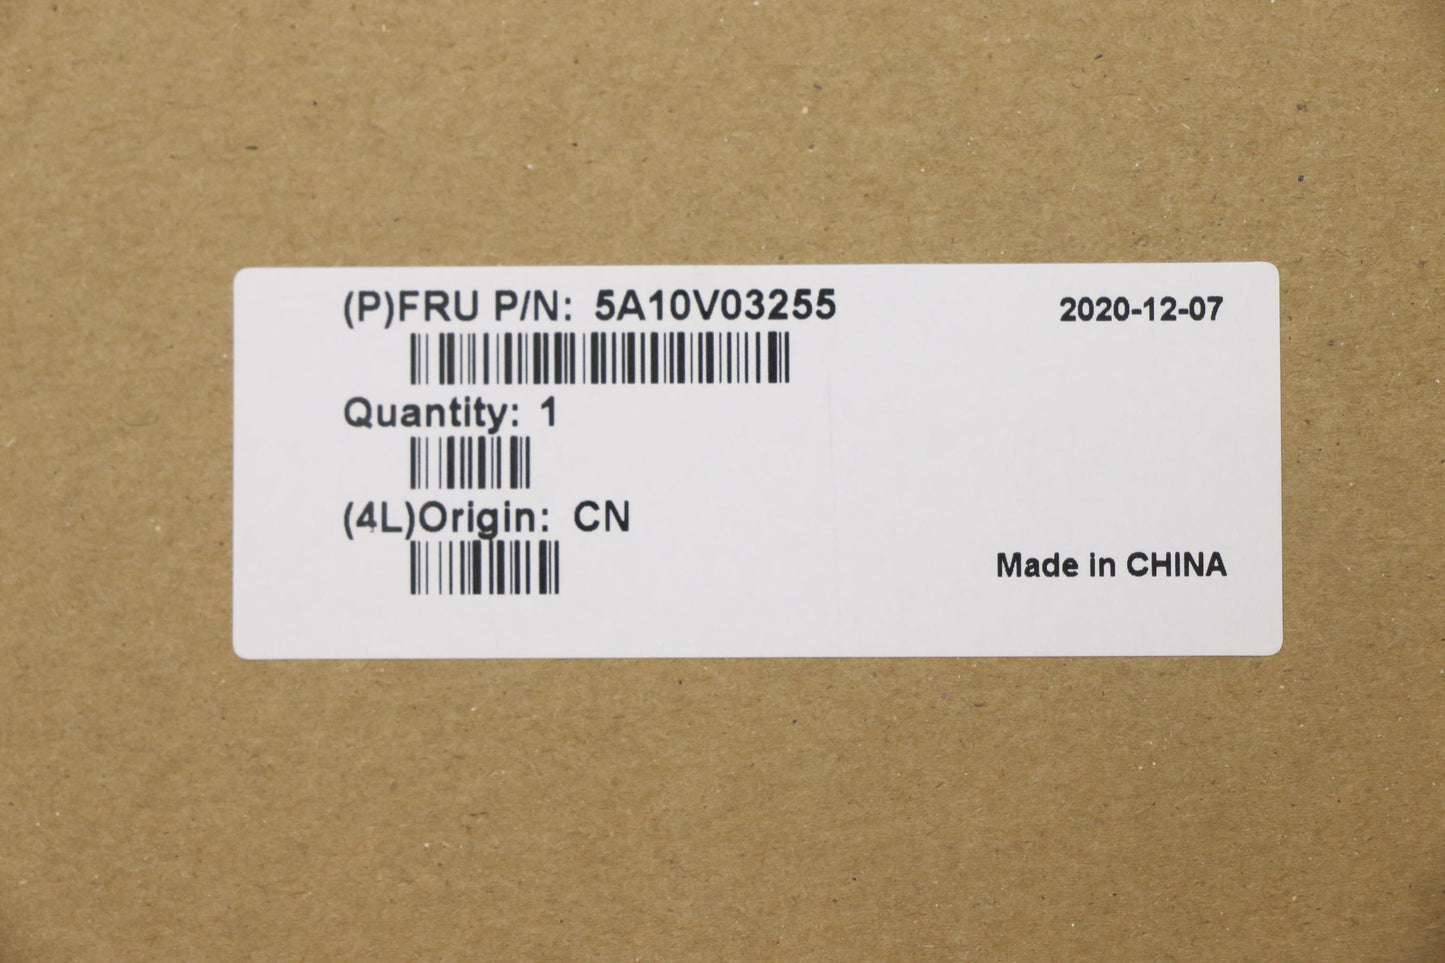 (P)FRU P/N: 5A10V03255
2020-12-07
Quantity: 1
(4L)Origin: CN
Made in CHINA